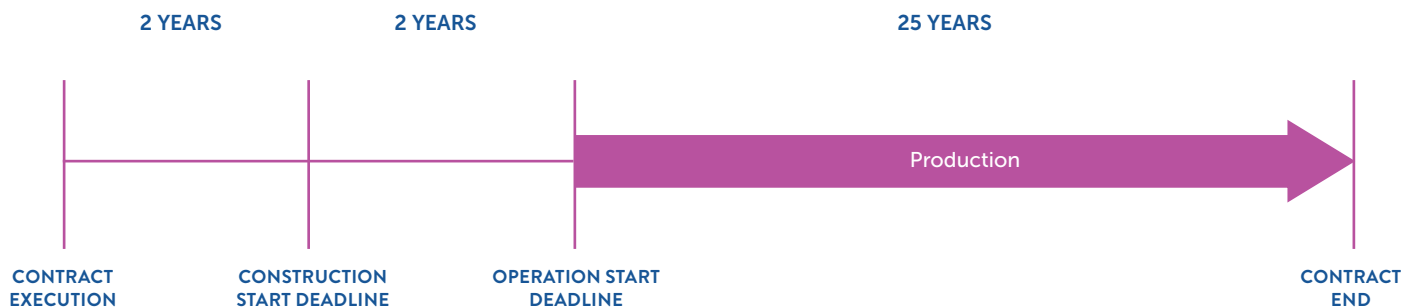 2 YEARS
2 YEARS
25 YEARS
Production
CONTRACT
EXECUTION
CONSTRUCTION
START DEADLINE
OPERATION START
DEADLINE
CONTRACT
END